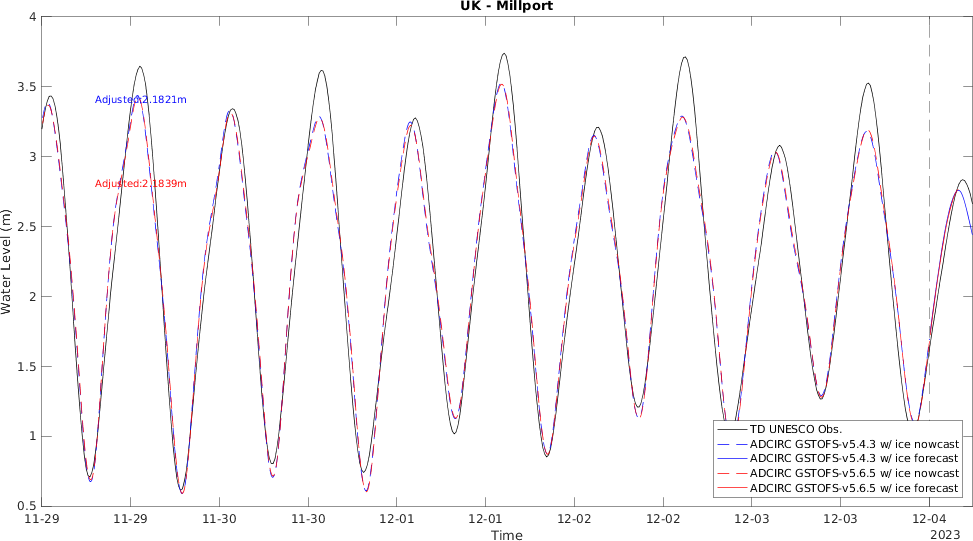 UK - Millport
4
3.5
3
2.5
2
1.5
1
0.5
Water Level (m)
Adjusted:2.1821m
Adjusted:2.1839m
TD UNESCO Obs.
ADCIRC GSTOFS-v5.4.3 w/ ice nowcast
ADCIRC GSTOFS-v5.4.3 w/ ice forecast
ADCIRC GSTOFS-v5.6.5 w/ ice nowcast
ADCIRC GSTOFS-v5.6.5 w/ ice forecast
11-29 11-29 11-30 11-30 12-01 12-01 12-02 12-02 12-03 12-03 12-04
Time
2023